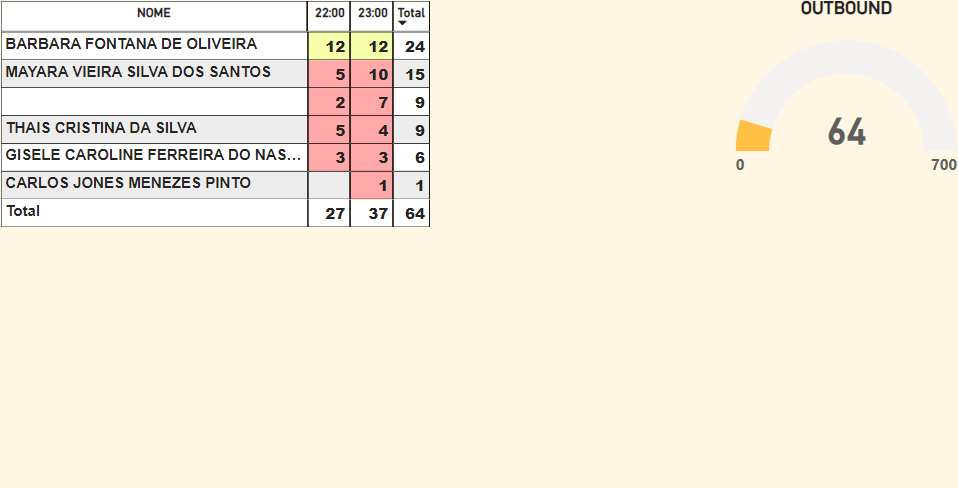 NOME 22:00 23:00 Total
BARBARA FONTANA DE OLIVEIRA 12 12 24
MAYARA VIEIRA SILVA DOS SANTOS 5 10 15
2 7 9
THAIS CRISTINA DA SILVA 5 4 9
GISELE CAROLINE FERREIRA DO NAS... 3 3 6
CARLOS JONES MENEZES PINTO 1 1
Total 27 37 64
OUTBOUND
64
0 700